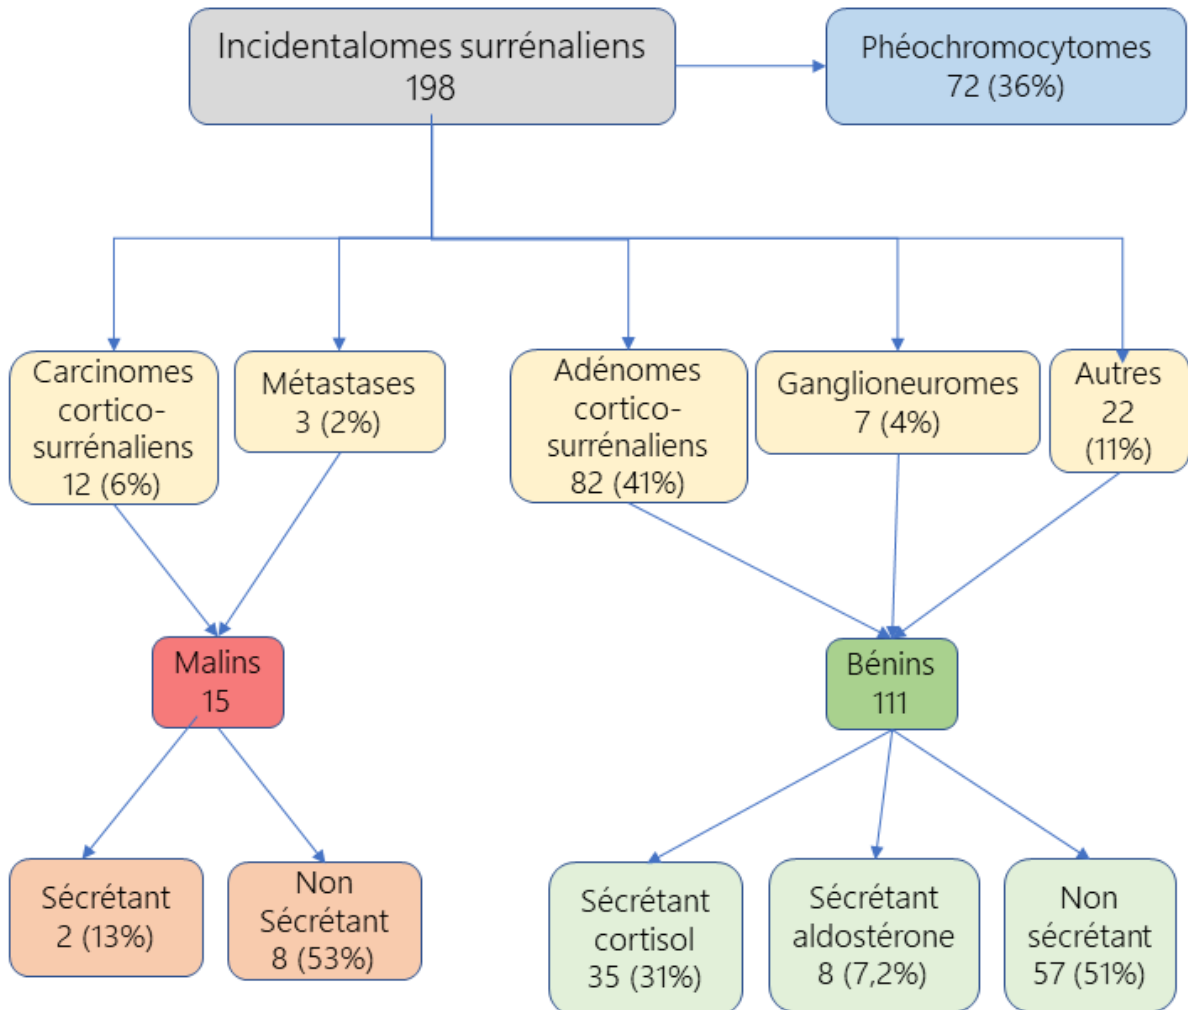 Incidentalomes surrénaliens
198
Phéochromocytomes
72 (36%)
Carcinomes
cortico-
surrénaliens
12 (6%)
Métastases
3 (2%)
Adénomes
cortico-
surrénaliens
82 (41%)
Ganglioneuromes
7 (4%)
Autres
22
(11%)
Malins
15
Bénins
111
Sécrétant
2 (13%)
Non
Sécrétant
8 (53%)
Sécrétant
cortisol
35 (31%)
Sécrétant
aldostérone
8 (7,2%)
Non
sécrétant
57 (51%)